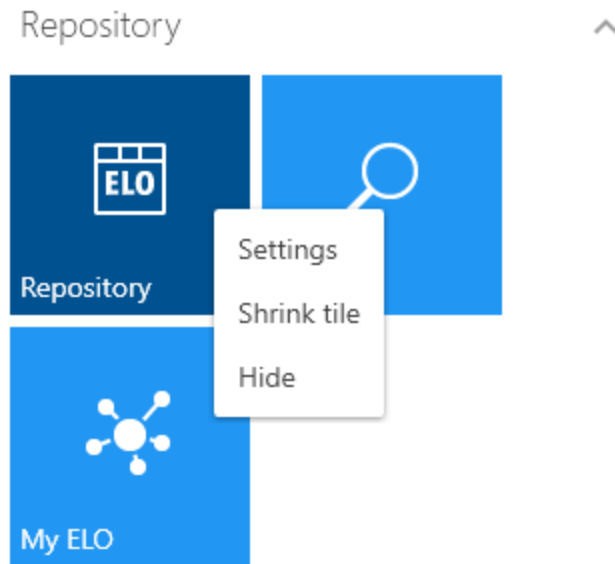 Repository
ELO
Repository
Settings
Shrink tile
Hide
My ELO